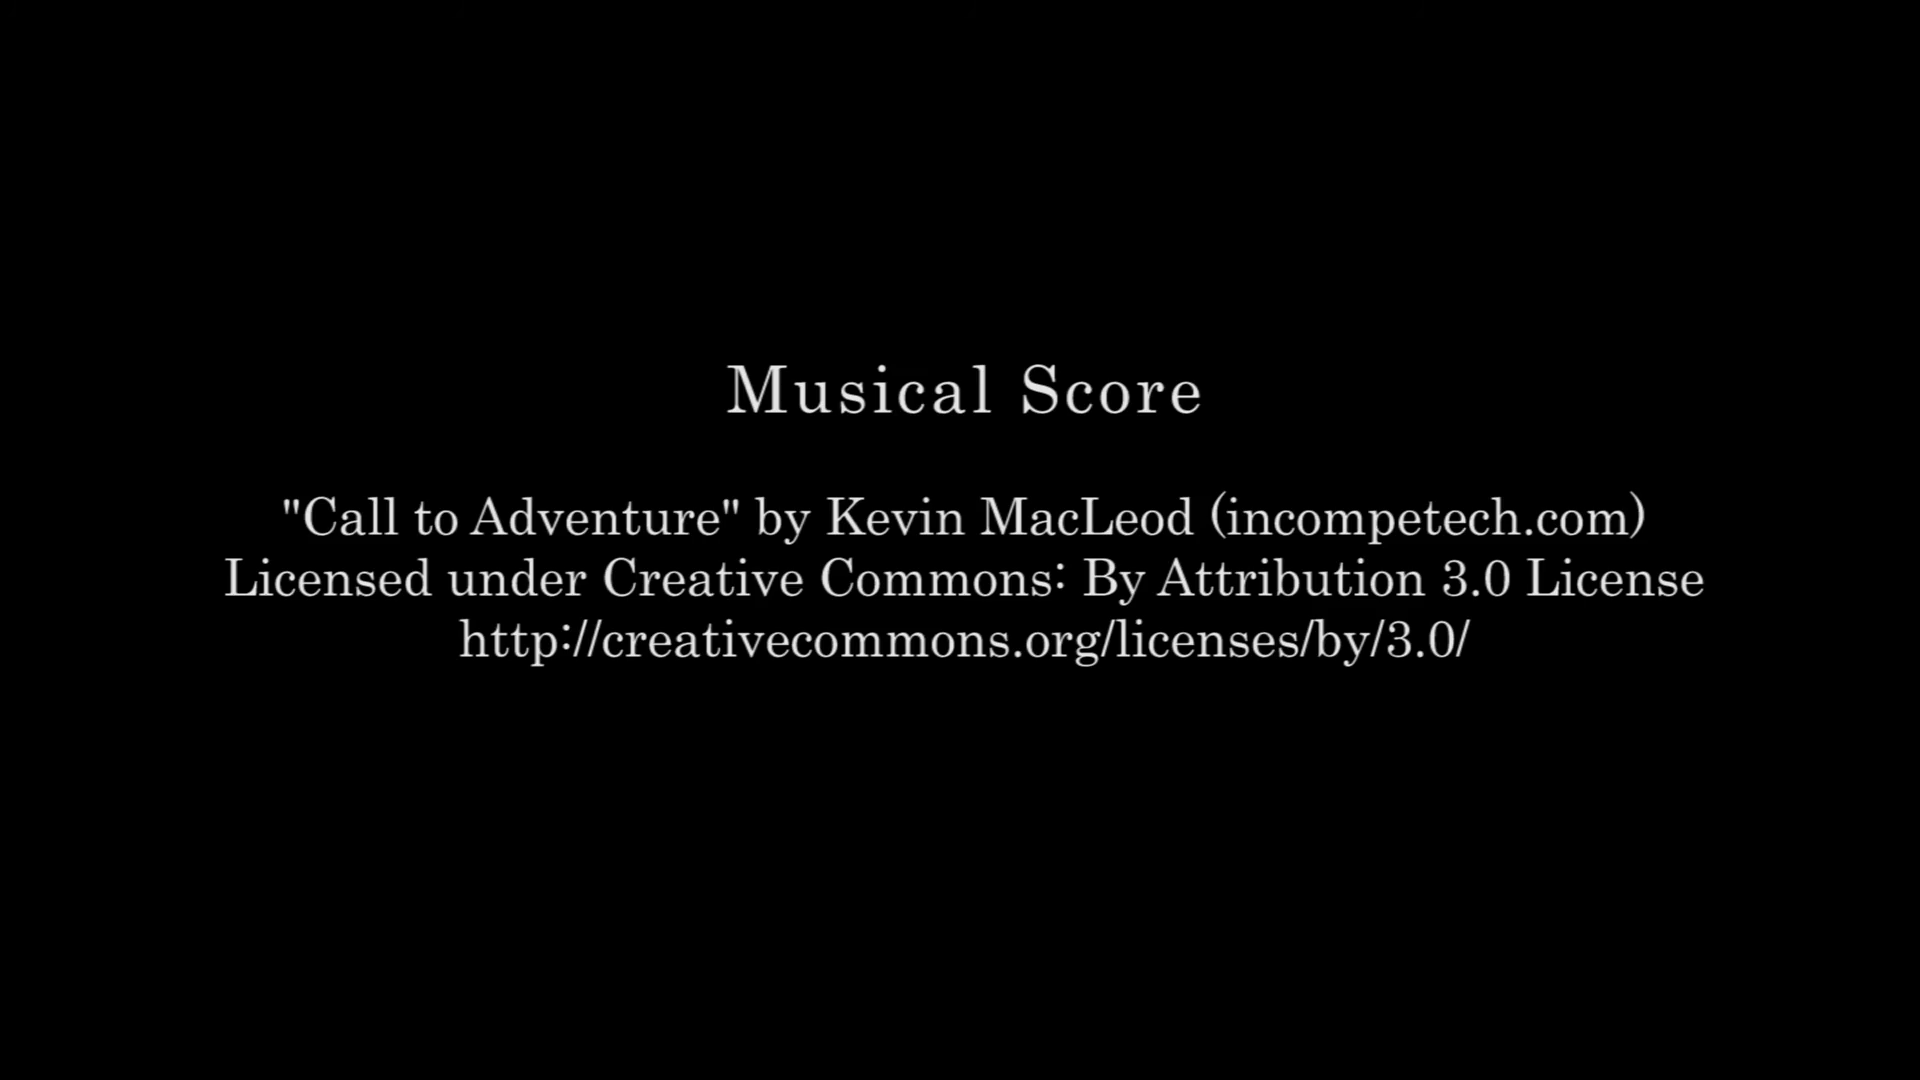 Musical Score
"Call to Adventure" by Kevin MacLeod (incompetech.com)
Licensed under Creative Commons: By Attribution 3.0 License
http://creativecommons.org/licenses/by/3.0/